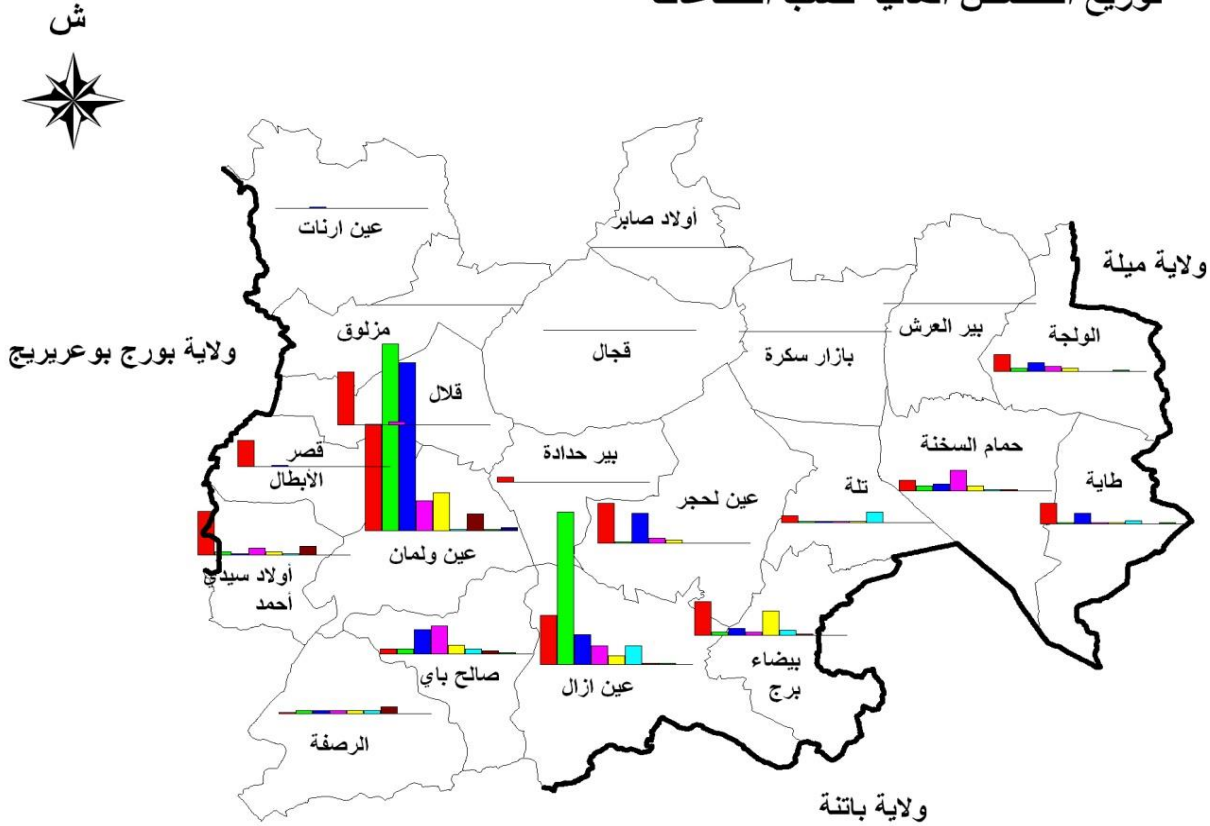 ش
عين ارنات
أولاد صابر
ولاية ميلة
مزلوق
قجال
بازار سكرة
بير العرش
الولجة
ولاية بورج بوعريريج
قلال
قصر
الأبطال
بير حدادة
عين لحجر
تلة
حمام السخنة
طاية
عين ولمان
أولاد سيدي
أحمد
صالح باي
عين ازال
بيضاء
برج
الرصفة
ولاية باتنة